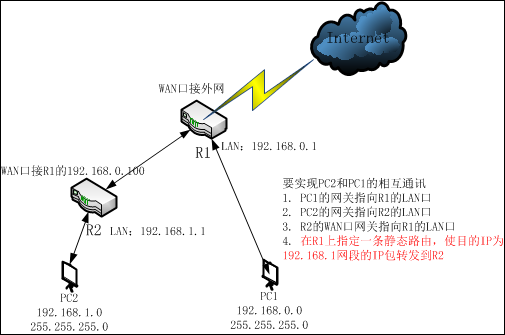 Internet
WAN口接外网
R1
LAN: 192.168.0.1
WAN口接R1的192.168.0.100
R2
LAN: 192.168.1.1
要实现PC2和PC1的相互通讯
1. PC1的网关指向R1的LAN口
2. PC2的网关指向R2的LAN口
3. R2的WAN口网关指向R1的LAN口
4. 在R1上指定一条静态路由，使目的IP为
192.168.1网段的IP包转发到R2
PC2
192.168.1.0
255.255.255.0
PC1
192.168.0.0
255.255.255.0